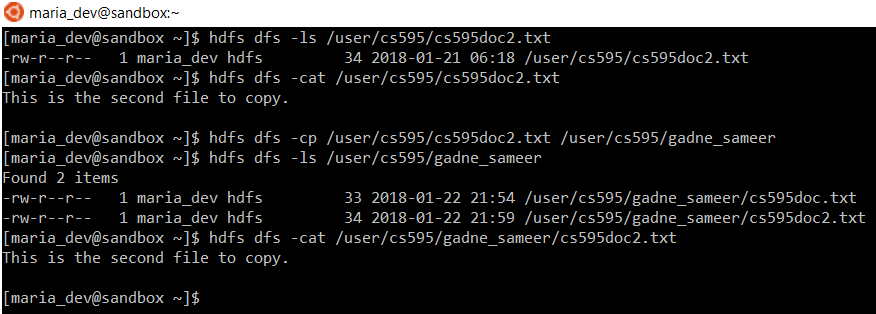 maria_dev@sandbox:~
[maria_dev@sandbox ~]$ hdfs dfs -ls /user/cs595/cs595doc2.txt
-rw-r--r--   1 maria_dev hdfs         34 2018-01-21 06:18 /user/cs595/cs595doc2.txt
[maria_dev@sandbox ~]$ hdfs dfs -cat /user/cs595/cs595doc2.txt
This is the second file to copy.
[maria_dev@sandbox ~]$ hdfs dfs -cp /user/cs595/cs595doc2.txt /user/cs595/gadne_sameer
[maria_dev@sandbox ~]$ hdfs dfs -ls /user/cs595/gadne_sameer
Found 2 items
-rw-r--r--   1 maria_dev hdfs         33 2018-01-22 21:54 /user/cs595/gadne_sameer/cs595doc.txt
-rw-r--r--   1 maria_dev hdfs         34 2018-01-22 21:59 /user/cs595/gadne_sameer/cs595doc2.txt
[maria_dev@sandbox ~]$ hdfs dfs -cat /user/cs595/gadne_sameer/cs595doc2.txt
This is the second file to copy.
[maria_dev@sandbox ~]$